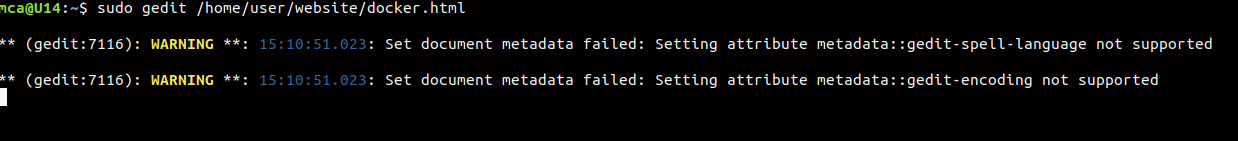 mca@U14:~$ sudo gedit /home/user/website/docker.html
** (gedit:7116): WARNING **: 15:10:51.023: Set document metadata failed: Setting attribute metadata::gedit-spell-language not supported
** (gedit:7116): WARNING **: 15:10:51.023: Set document metadata failed: Setting attribute metadata::gedit-encoding not supported